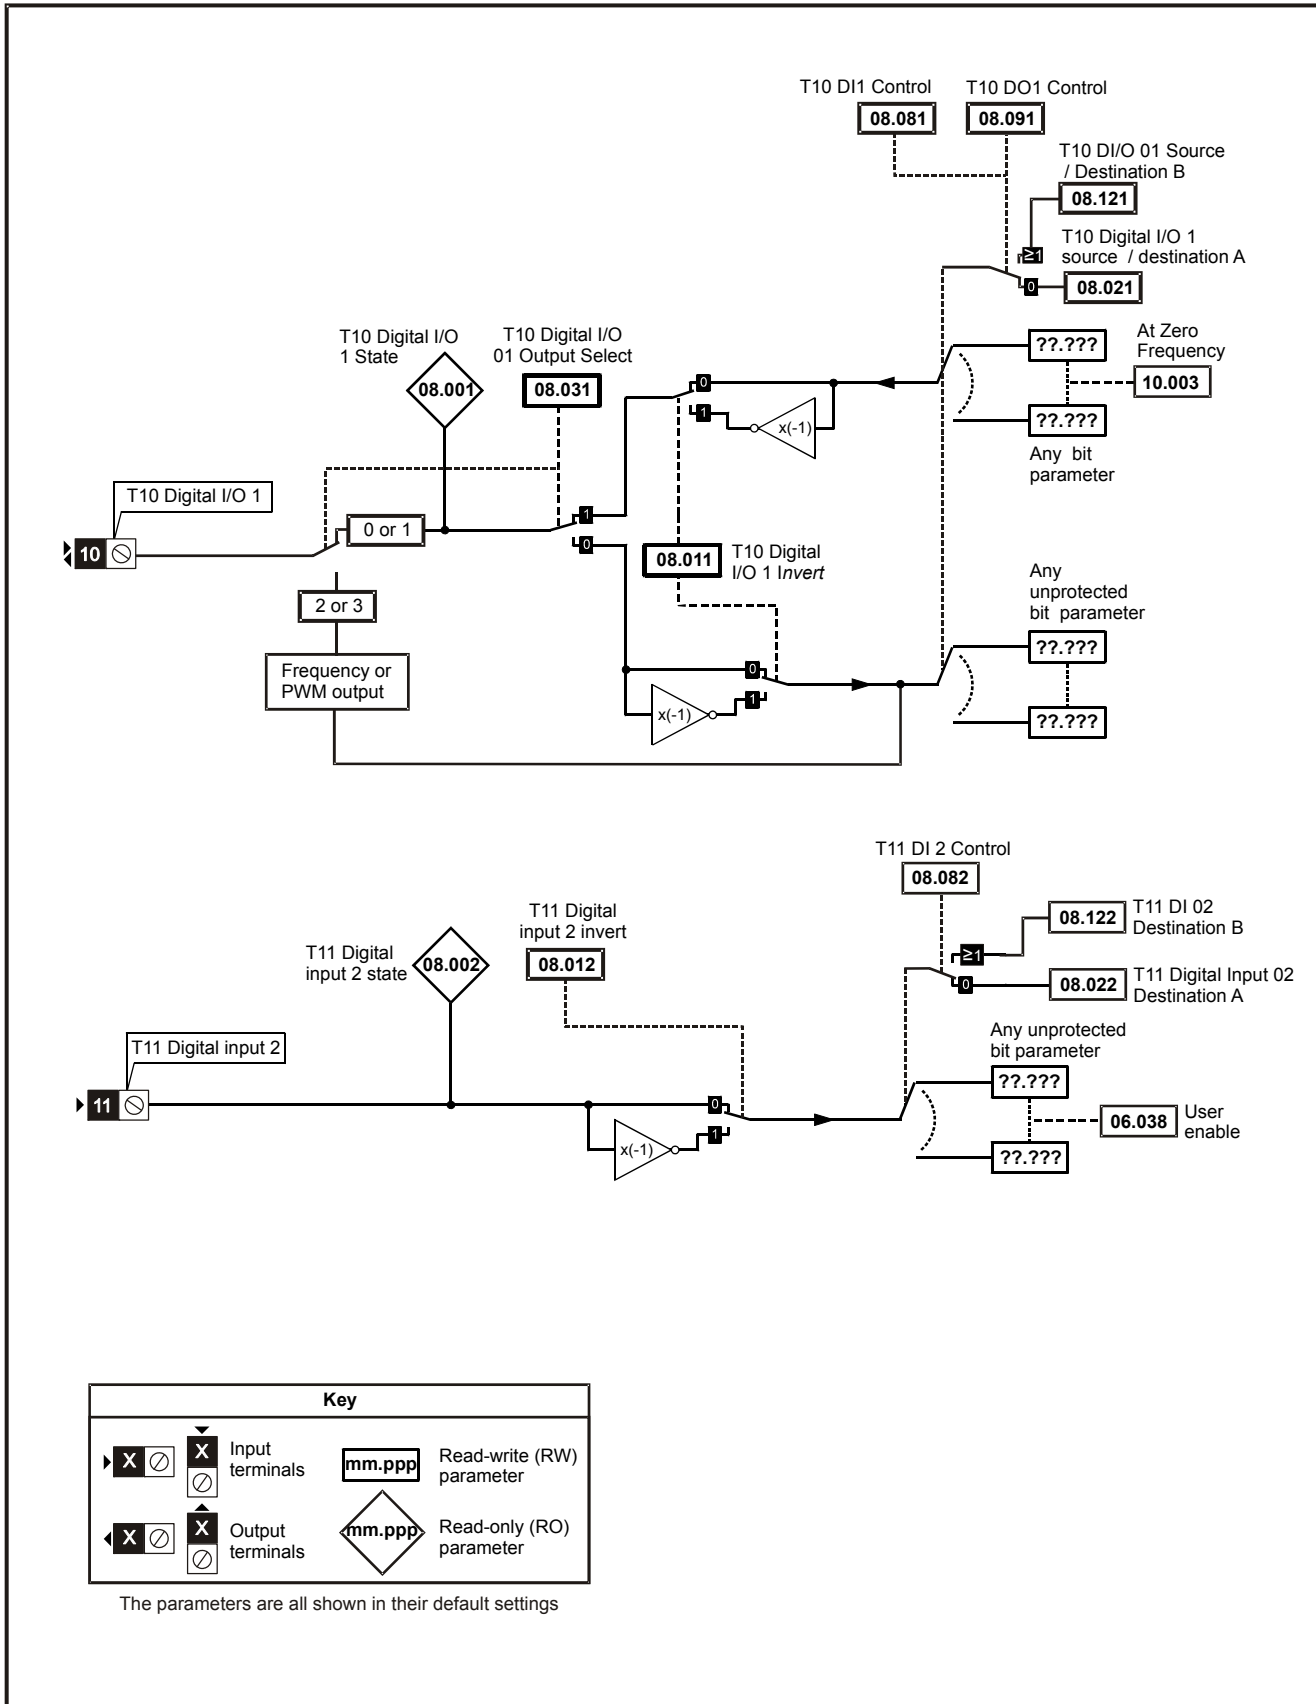 T10 DI1 Control
T10 DO1 Control
08.081
08.091
T10 DI/O 01 Source
/ Destination B
08.121
≥1
T10 Digital I/O 1
source / destination A
0
08.021
T10 Digital I/O
1 State
08.001
T10 Digital I/O
01 Output Select
08.031
0
1
x(-1)
??.???
At Zero
Frequency
10.003
??.???
Any bit
parameter
T10 Digital I/O 1
10
0 or 1
1
0
08.011
T10 Digital
I/O 1 Invert
2 or 3
Frequency or
PWM output
Any
unprotected
bit parameter
??.???
0
1
x(-1)
??.???
T11 DI 2 Control
08.082
T11 Digital
input 2 state
08.002
T11 Digital
input 2 invert
08.012
≥1
08.122
T11 DI 02
Destination B
0
08.022
T11 Digital Input 02
Destination A
T11 Digital input 2
11
0
1
x(-1)
Any unprotected
bit parameter
??.???
06.038
User
enable
??.???
Key
X
X
Input
terminals
mm.ppp
Read-write (RW)
parameter
X
X
Output
terminals
mm.ppp
Read-only (RO)
parameter
The parameters are all shown in their default settings